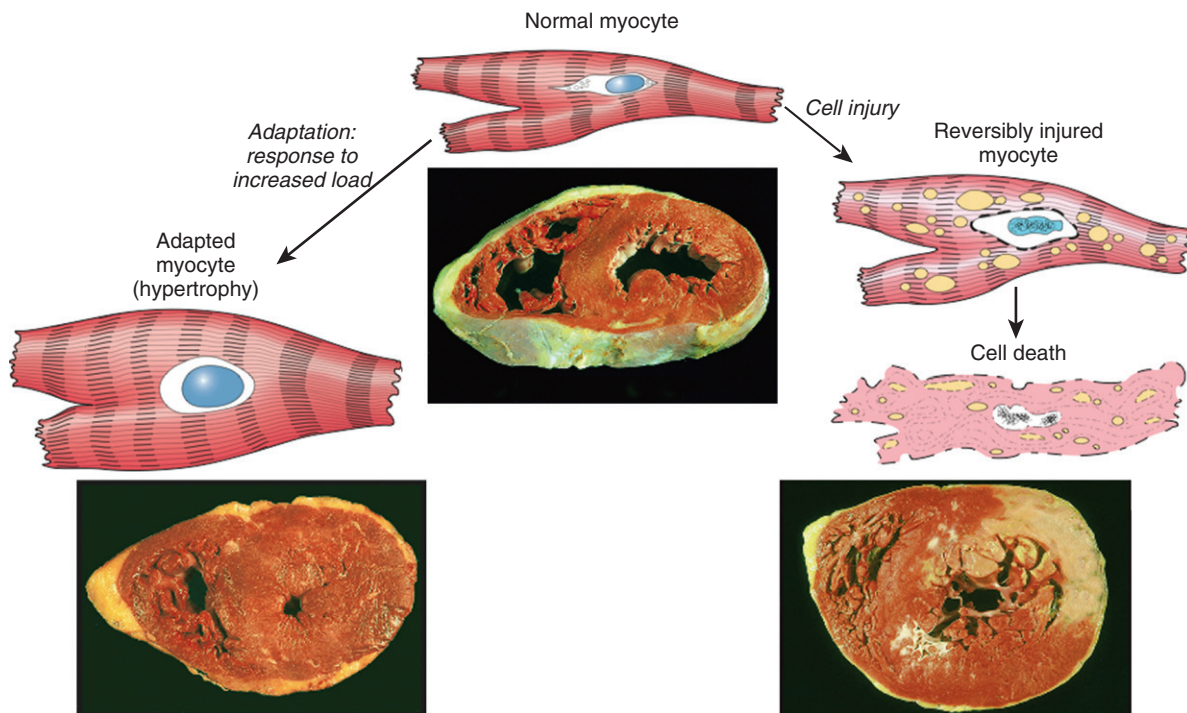 Normal myocyte
Adaptation:
response to
increased load
Cell injury
Reversibly injured
myocyte
Adapted
myocyte
(hypertrophy)
Cell death